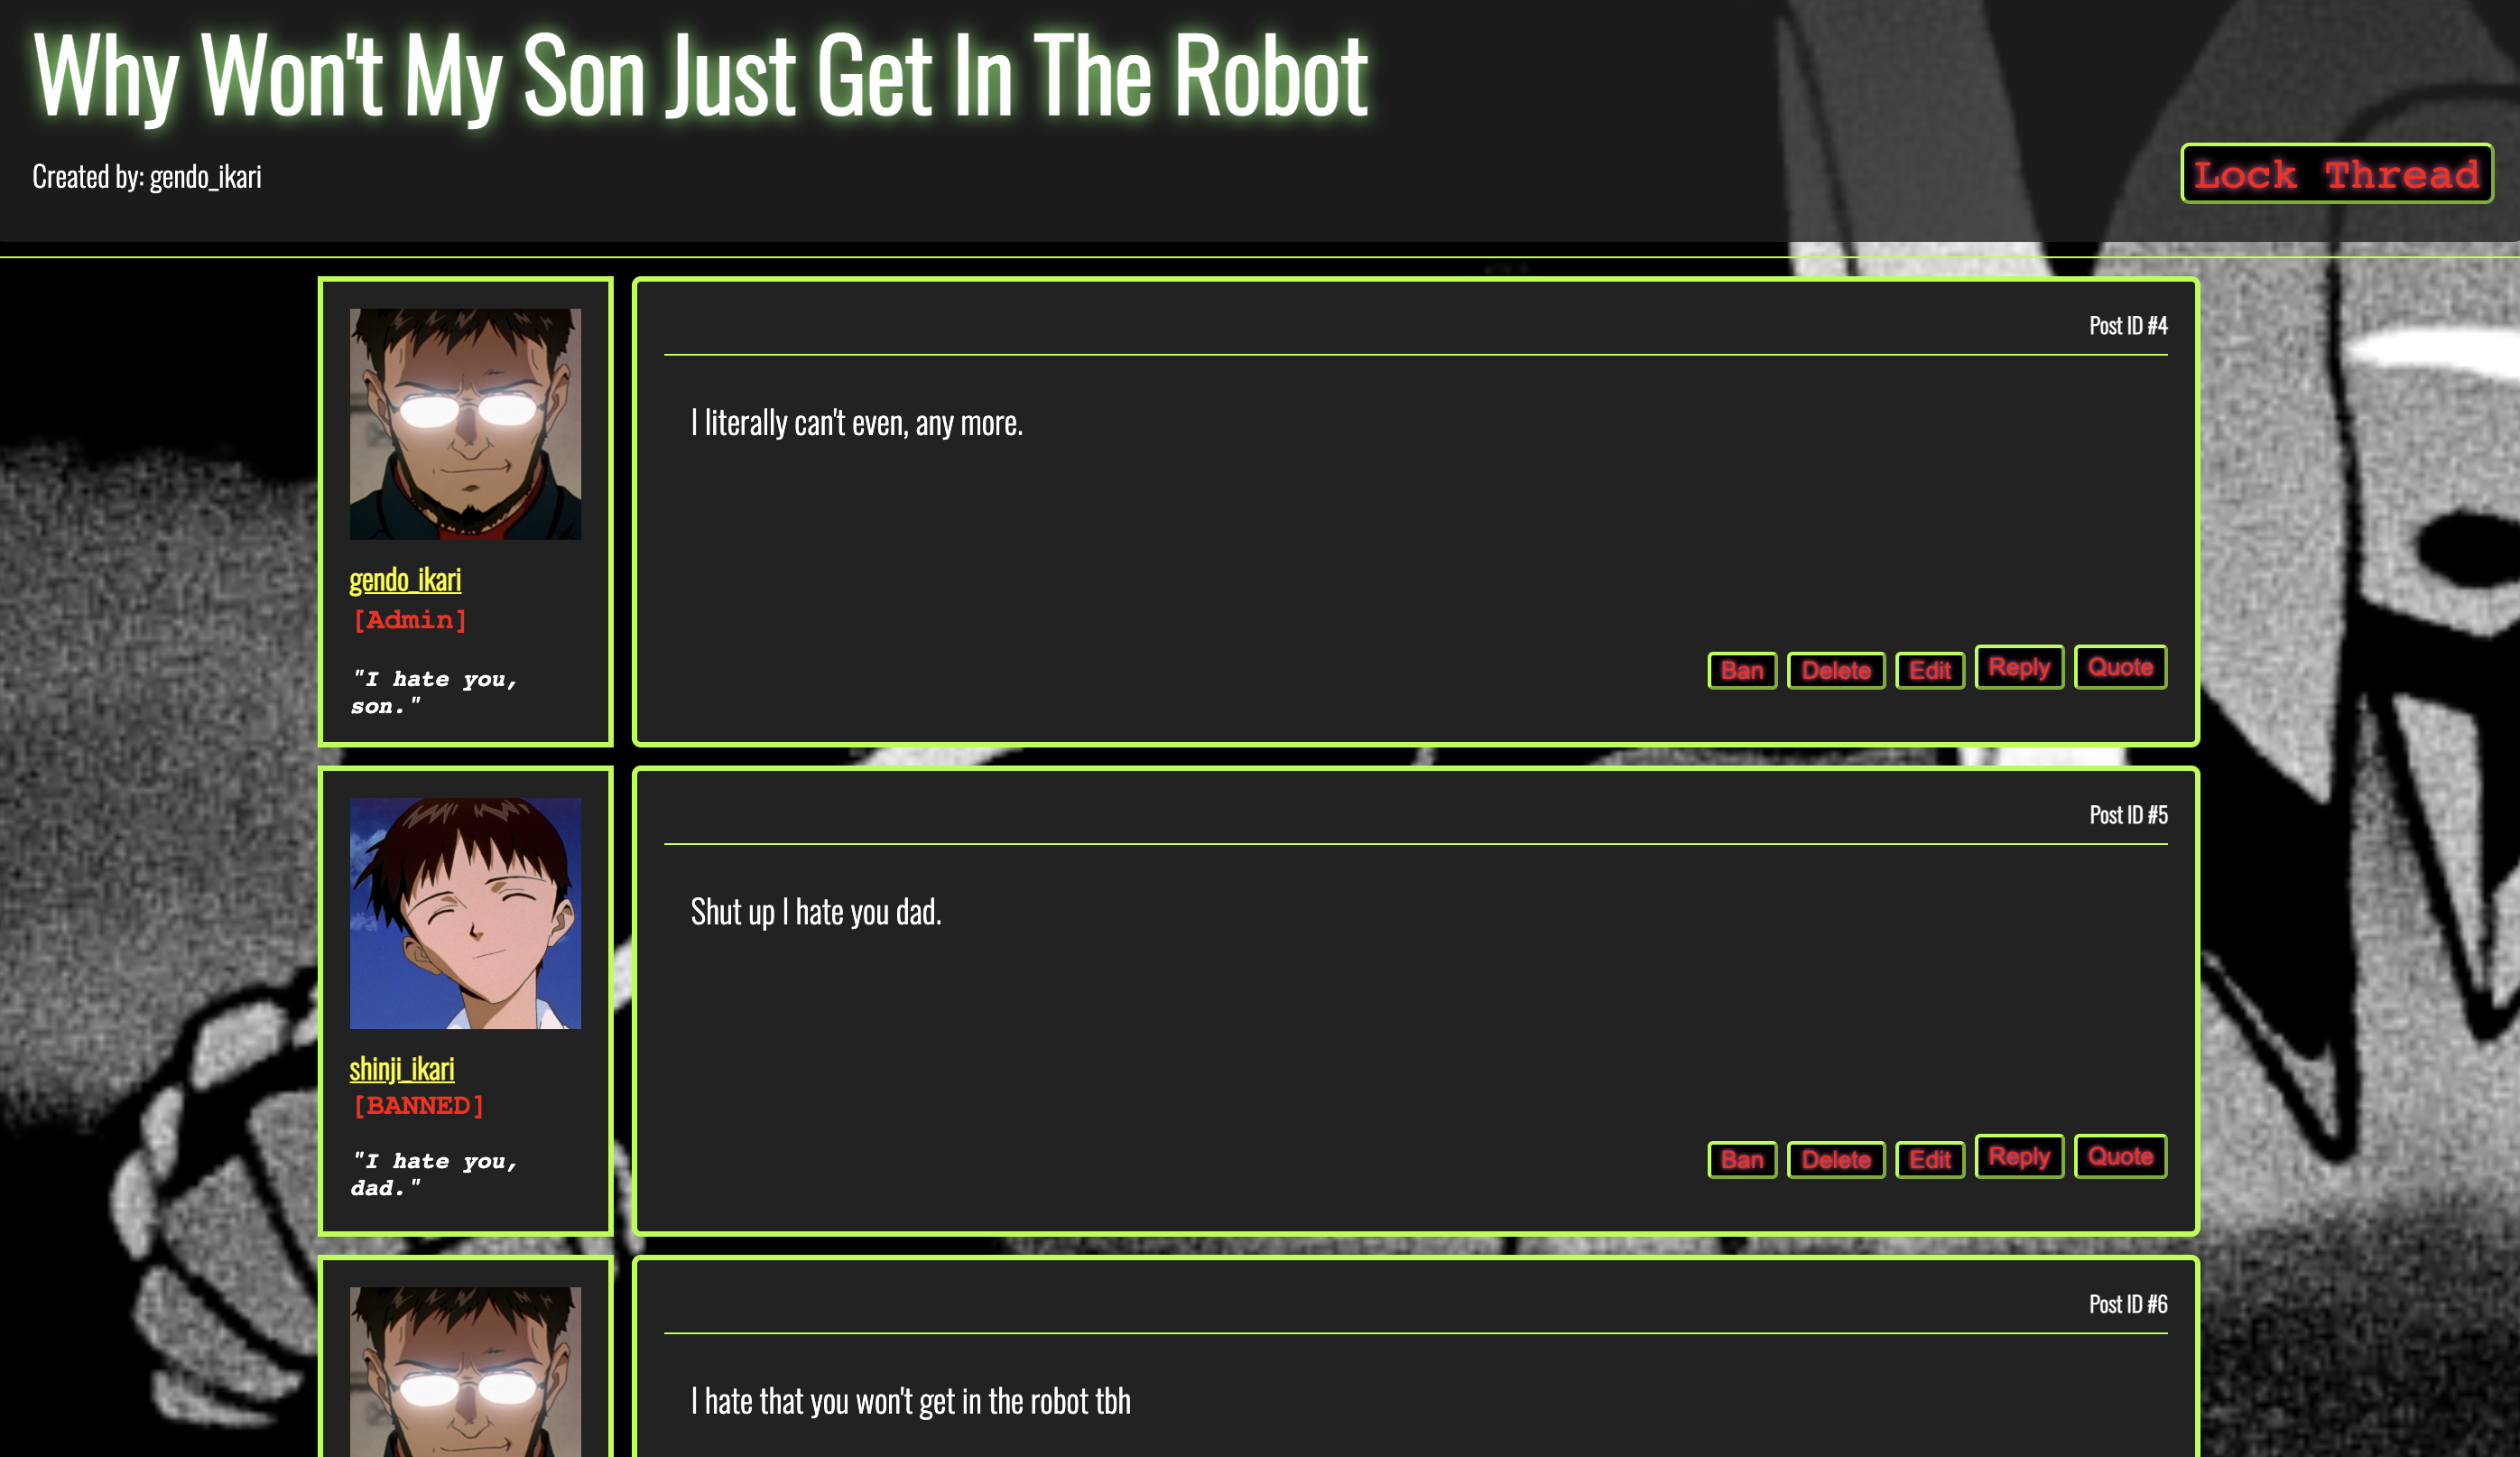 Why Won't My Son Just Get In The Robot
Created by: gendo_ikari
Lock Thread
Post ID #4
I literally can't even, any more.
gendo_ikari
[Admin]
"I hate you,
son."
Ban
Delete
Edit
Reply
Quote
Post ID #5
Shut up I hate you dad.
shinji_ikari
[BANNED]
"I hate you,
dad."
Ban
Delete
Edit
Reply
Quote
Post ID #6
I hate that you won't get in the robot tbh